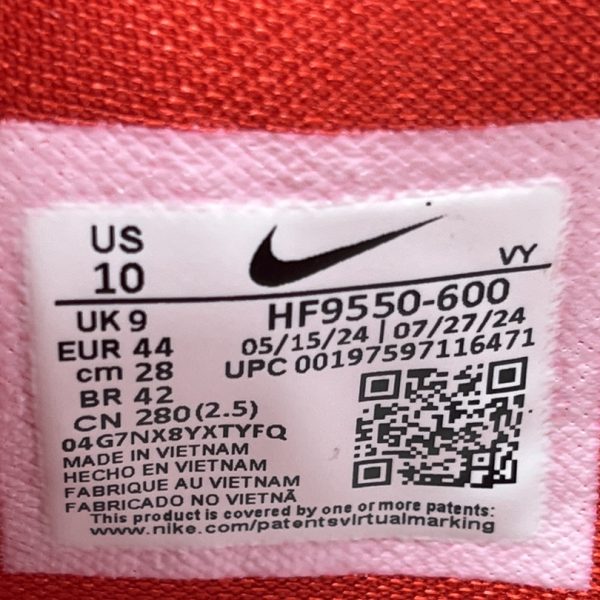 US
10
VY
UK 9
EUR 44
cm 28
BR 42
CN 280 (2.5)
HF9550-600
05/15/24 | 07/27/24
UPC 00197597116471
04G7NX8YXTYFQ
MADE IN VIETNAM
HECHO EN VIETNAM
FABRIQUE AU VIETNAM
FABRICADO NO VIETNÃ
This product is covered by one or more patents:
www.nike.com/patentsvirtualmarking